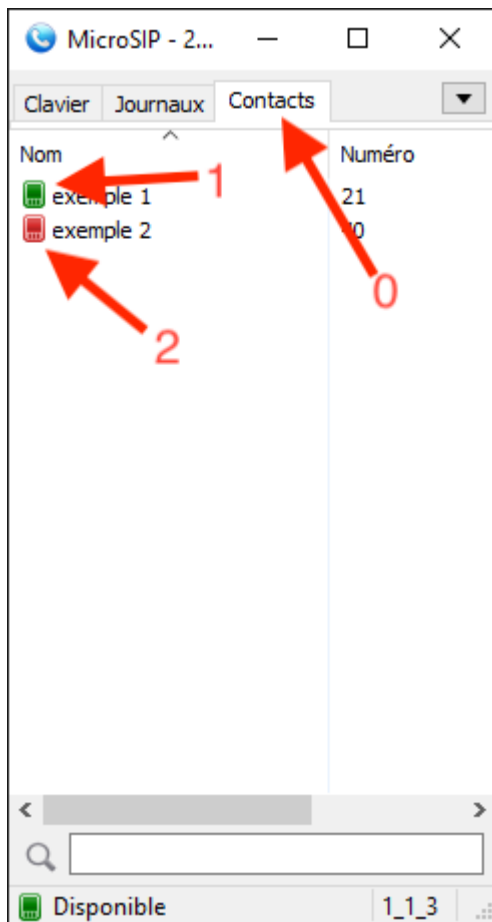 MicroSIP - 2...
Clavier Journaux Contacts
Nom Numéro
exemple 1 21
1
exemple 2
0
2
Disponible 1_1_3